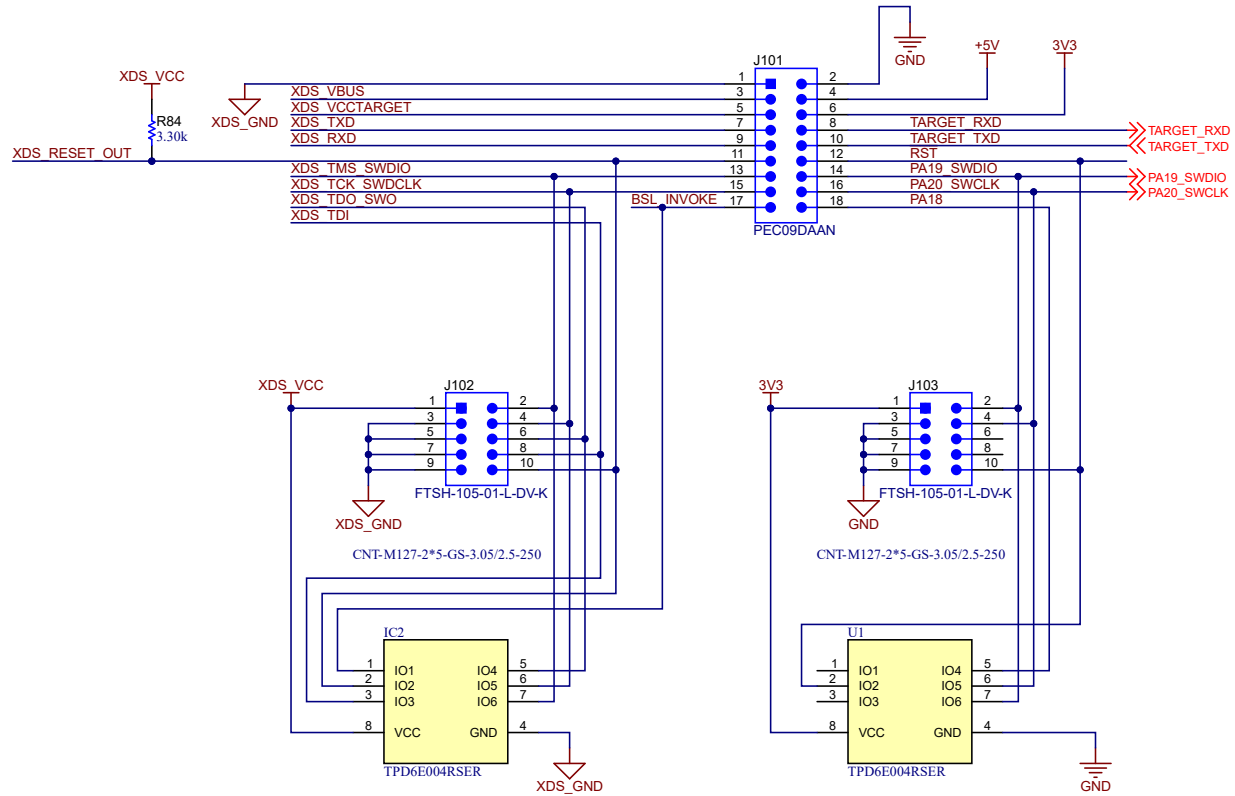 GND
+5V
3V3
J101
XDS_VCC
1
2
XDS_VBUS
3
4
XDS_GND
XDS_VCCTARGET
5
6
R84
3.30k
XDS_TXD
7
8
TARGET_RXD
TARGET_RXD
XDS_RXD
9
10
TARGET_TXD
TARGET_TXD
XDS_RESET_OUT
11
12
RST
XDS_TMS_SWDIO
13
14
PA19_SWDIO
PA19_SWDIO
XDS_TCK_SWDCLK
15
16
PA20_SWCLK
PA20_SWCLK
XDS_TDO_SWO
BSL_INVOKE
17
18
PA18
XDS_TDI
PEC09DAAN
XDS_VCC
J102
1
2
3
4
5
6
7
8
9
10
FTSH-105-01-L-DV-K
XDS_GND
CNT-M127-2*5-GS-3.05/2.5-250
3V3
J103
1
2
3
4
5
6
7
8
9
10
FTSH-105-01-L-DV-K
GND
CNT-M127-2*5-GS-3.05/2.5-250
IC2
1
IO1
IO4
5
2
IO2
IO5
6
3
IO3
IO6
7
8
VCC
GND
4
TPD6E004RSER
XDS_GND
U1
1
IO1
IO4
5
2
IO2
IO5
6
3
IO3
IO6
7
8
VCC
GND
4
TPD6E004RSER
GND